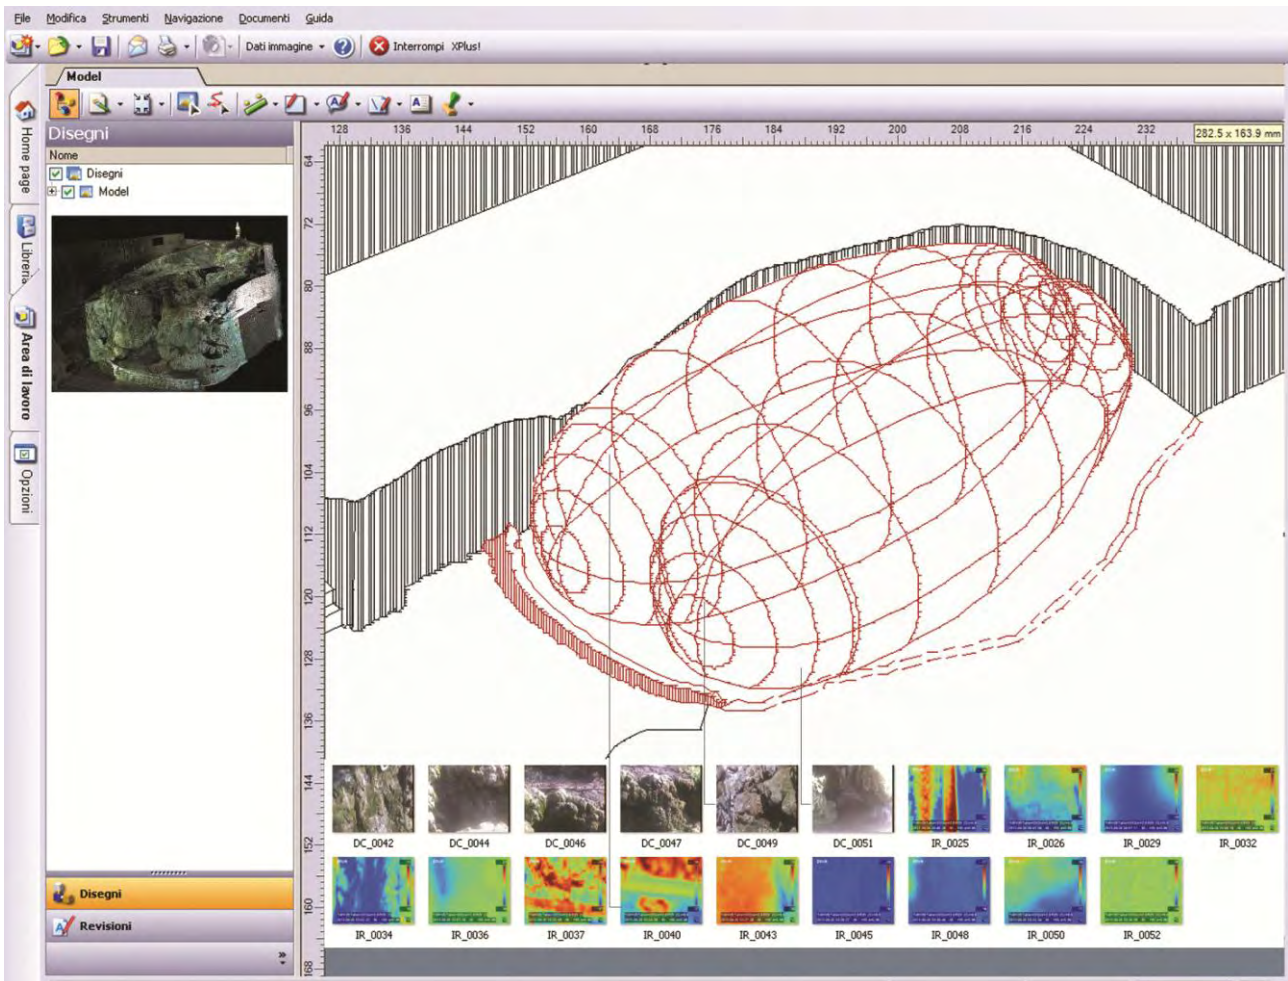 File Modifica Strumenti Navigazione Documenti Guida
Dati immagine Interrompi XPlus!
Model
Disegni
Nome
Disegni
Model
Home page
Libreria
Area di lavoro
Opzioni
128 136 144 152 160 168 176 184 192 200 208 216 224 232
282.5 x 163.9 mm
64
72
80
88
96
104
112
120
128
136
144
152
160
168
DC_0042 DC_0044 DC_0046 DC_0047 DC_0049 DC_0051 IR_0025 IR_0026 IR_0029 IR_0032
IR_0034 IR_0036 IR_0037 IR_0040 IR_0043 IR_0045 IR_0048 IR_0050 IR_0052
Disegni
Revisioni